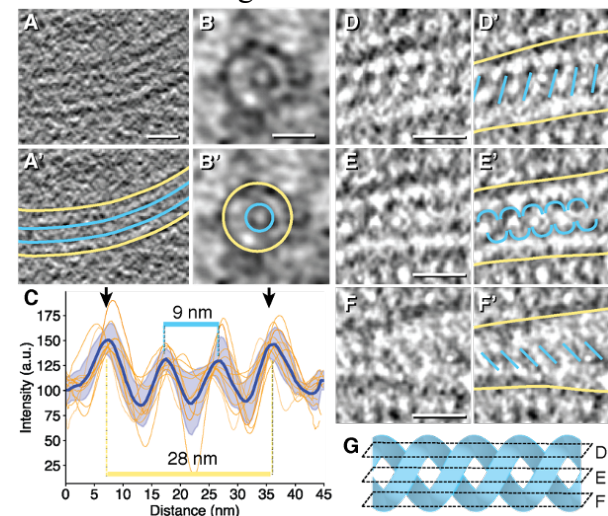 A
B
D
D'
A'
B'
E
E'
C
9 nm
175
150
125
100
75
50
25
Intensity (a.u.)
28 nm
0 5 10 15 20 25 30 35 40 45
Distance (nm)
F
F'
G
D
E
F